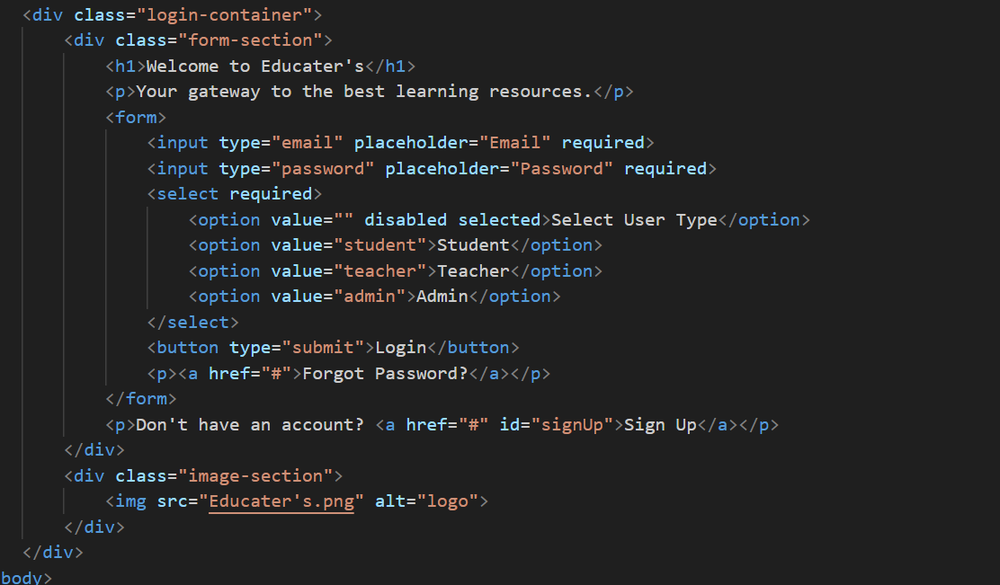 <div class="login-container">
<div class="form-section">
<h1>Welcome to Educater's</h1>
<p>Your gateway to the best learning resources.</p>
<form>
<input type="email" placeholder="Email" required>
<input type="password" placeholder="Password" required>
<select required>
<option value="" disabled selected>Select User Type</option>
<option value="student">Student</option>
<option value="teacher">Teacher</option>
<option value="admin">Admin</option>
</select>
<button type="submit">Login</button>
<p><a href="#">Forgot Password?</a></p>
</form>
<p>Don't have an account? <a href="#" id="signUp">Sign Up</a></p>
</div>
<div class="image-section">
<img src="Educater's.png" alt="logo">
</div>
</div>
body>